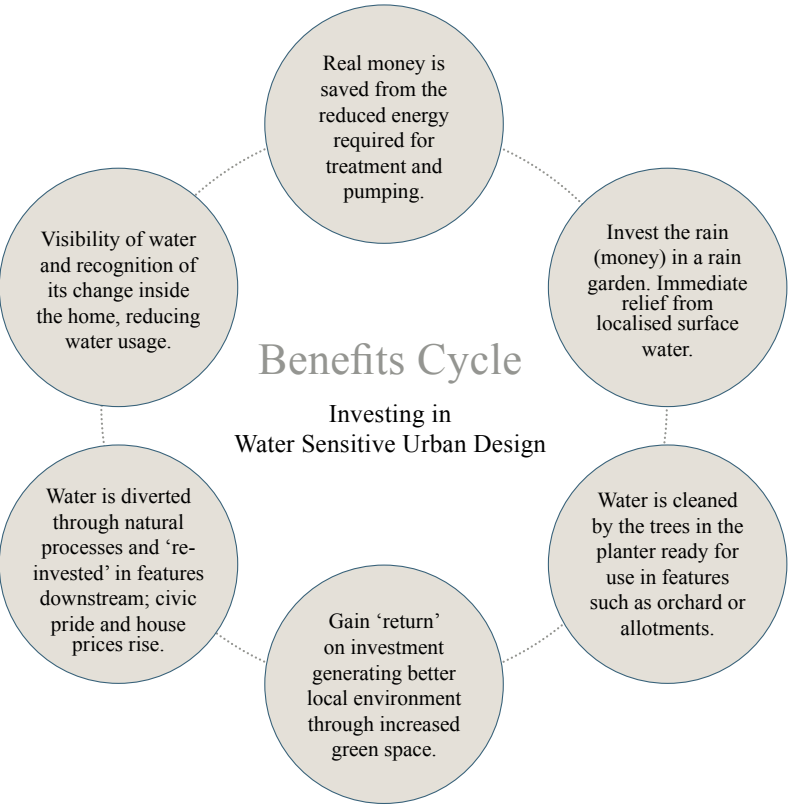 Real money is
saved from the
reduced energy
required for
treatment and
pumping.
Invest the rain
(money) in a rain
garden. Immediate
relief from
localised surface
water.
Water is cleaned
by the trees in the
planter ready for
use in features
such as orchard or
allotments.
Gain ‘return’
on investment
generating better
local environment
through increased
green space.
Water is diverted
through natural
processes and ‘re-
invested’ in features
downstream; civic
pride and house
prices rise.
Visibility of water
and recognition of
its change inside
the home, reducing
water usage.
Benefits Cycle
Investing in
Water Sensitive Urban Design